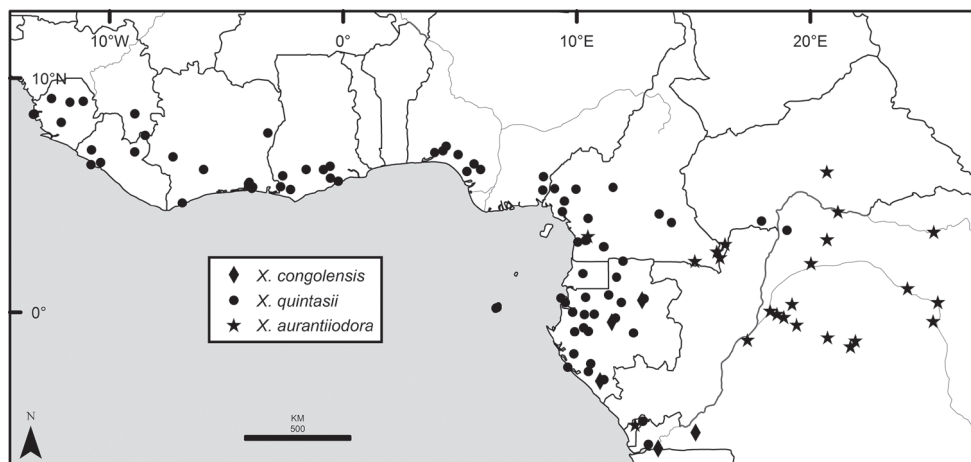 10°W 0° 10°E 20°E
10°N
X. congolensis
X. quintasii
X. aurantiiodora
0°
N
KM
500